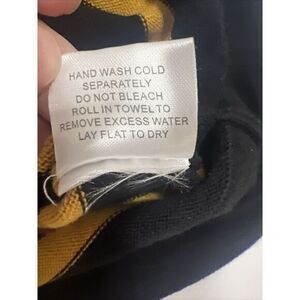 HAND WASH COLD
SEPARATELY
DO NOT BLEACH
ROLL IN TOWEL TO
REMOVE EXCESS WATER
LAY FLAT TO DRY